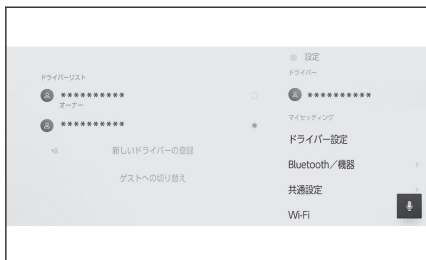 ドライバーリスト
**********
オーナー
**********
新しいドライバーの登録
ゲストへの切り替え
設定
ドライバー
**********
マイセッティング
ドライバー設定
Bluetooth／機器
共通設定
Wi-Fi